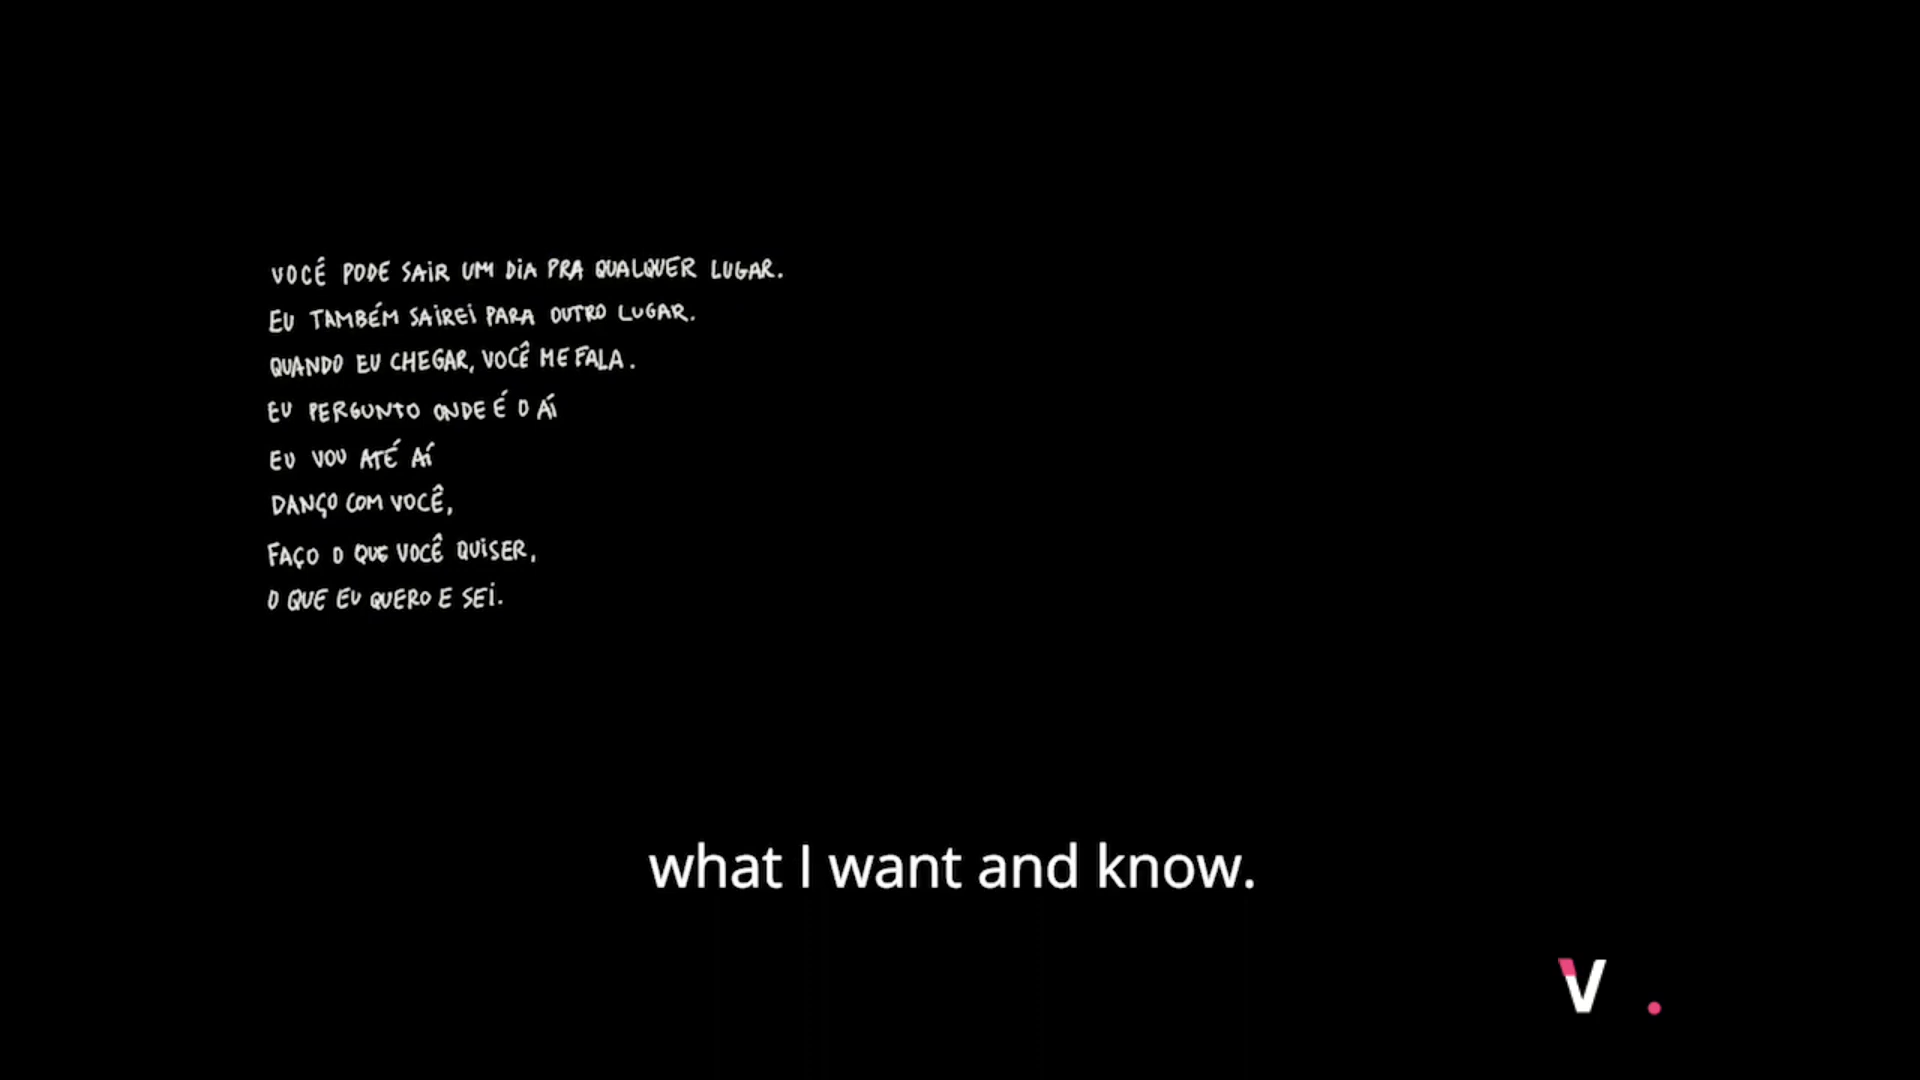 VOCÊ PODE SAIR UM DIA PRA QUALQUER LUGAR.
EU TAMBÉM SAIREI PARA OUTRO LUGAR.
QUANDO EU CHEGAR, VOCÊ ME FALA.
EU PERGUNTO ONDE É O AÍ
EU VOU ATÉ AÍ
DANÇO COM VOCÊ,
FAÇO O QUE VOCÊ QUISER,
O QUE EU QUERO E SEI.
what I want and know.
V.